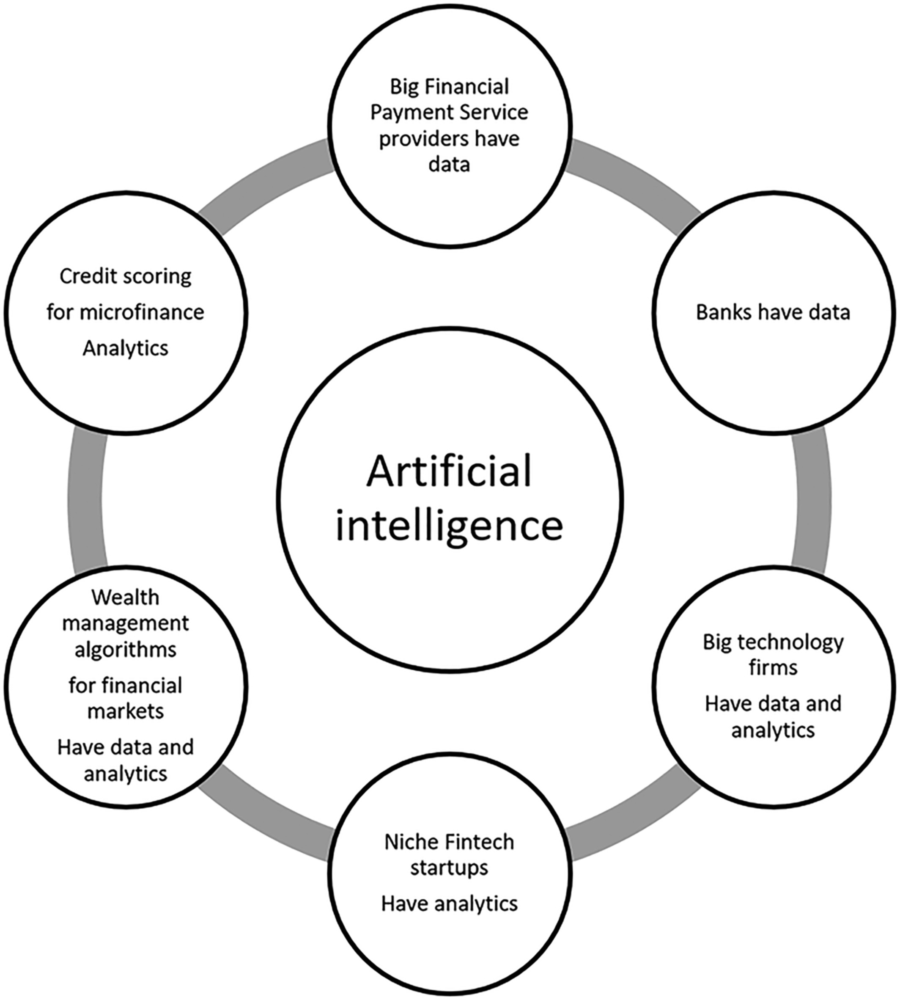 Big Financial
Payment Service
providers have
data
Banks have data
Big technology
firms
Have data and
analytics
Niche Fintech
startups
Have analytics
Wealth
management
algorithms
for financial
markets
Have data and
analytics
Credit scoring
for microfinance
Analytics
Artificial
intelligence